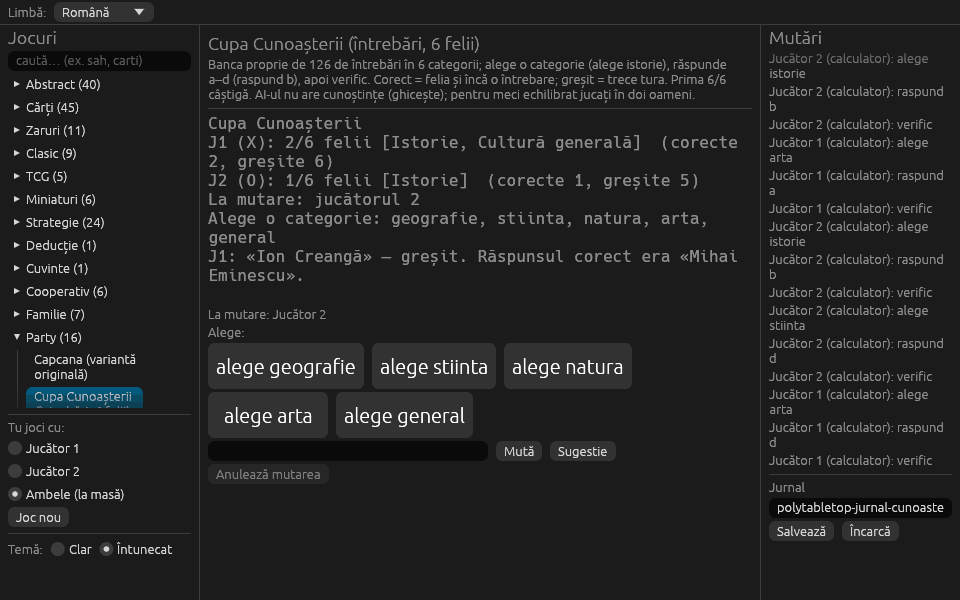 Limbă: Română
Jocuri
caută... (ex. sah, carti)
Abstract (40)
Cărți (45)
Zaruri (11)
Clasic (9)
TCG (5)
Miniaturi (6)
Strategie (24)
Deducție (1)
Cuvinte (1)
Cooperativ (6)
Familie (7)
Party (16)
Capcana (variantă
originală)
Cupa Cunoașterii
Tu joci cu:
Jucător 1
Jucător 2
Ambele (la masă)
Joc nou
Temă: Clar Întunecat
Cupa Cunoașterii (întrebări, 6 felii)
Banca proprie de 126 de întrebări în 6 categorii; alege o categorie (alege istorie), răspunde
a–d (raspund b), apoi verific. Corect = felia și încă o întrebare; greșit = trece tura. Prima 6/6
câștigă. AI-ul nu are cunoștințe (ghicește); pentru meci echilibrat jucați în doi oameni.
Cupa Cunoașterii
J1 (X): 2/6 felii [Istorie, Cultură generală]  (corecte
2, greșite 6)
J2 (O): 1/6 felii [Istorie]  (corecte 1, greșite 5)
La mutare: jucătorul 2
Alege o categorie: geografie, stiinta, natura, arta,
general
J1: «Ion Creangă» — greșit. Răspunsul corect era «Mihai
Eminescu».
La mutare: Jucător 2
Alege:
alege geografie alege stiinta alege natura
alege arta alege general
Mută Sugestie
Anulează mutarea
Mutări
Jucător 2 (calculator): alege
istorie
Jucător 2 (calculator): raspund
b
Jucător 2 (calculator): verific
Jucător 1 (calculator): alege
arta
Jucător 1 (calculator): raspund
a
Jucător 1 (calculator): verific
Jucător 2 (calculator): alege
istorie
Jucător 2 (calculator): raspund
b
Jucător 2 (calculator): verific
Jucător 2 (calculator): alege
stiinta
Jucător 2 (calculator): raspund
d
Jucător 2 (calculator): verific
Jucător 1 (calculator): alege
arta
Jucător 1 (calculator): raspund
d
Jucător 1 (calculator): verific
Jurnal
polytabletop-jurnal-cunoaste
Salvează Încarcă